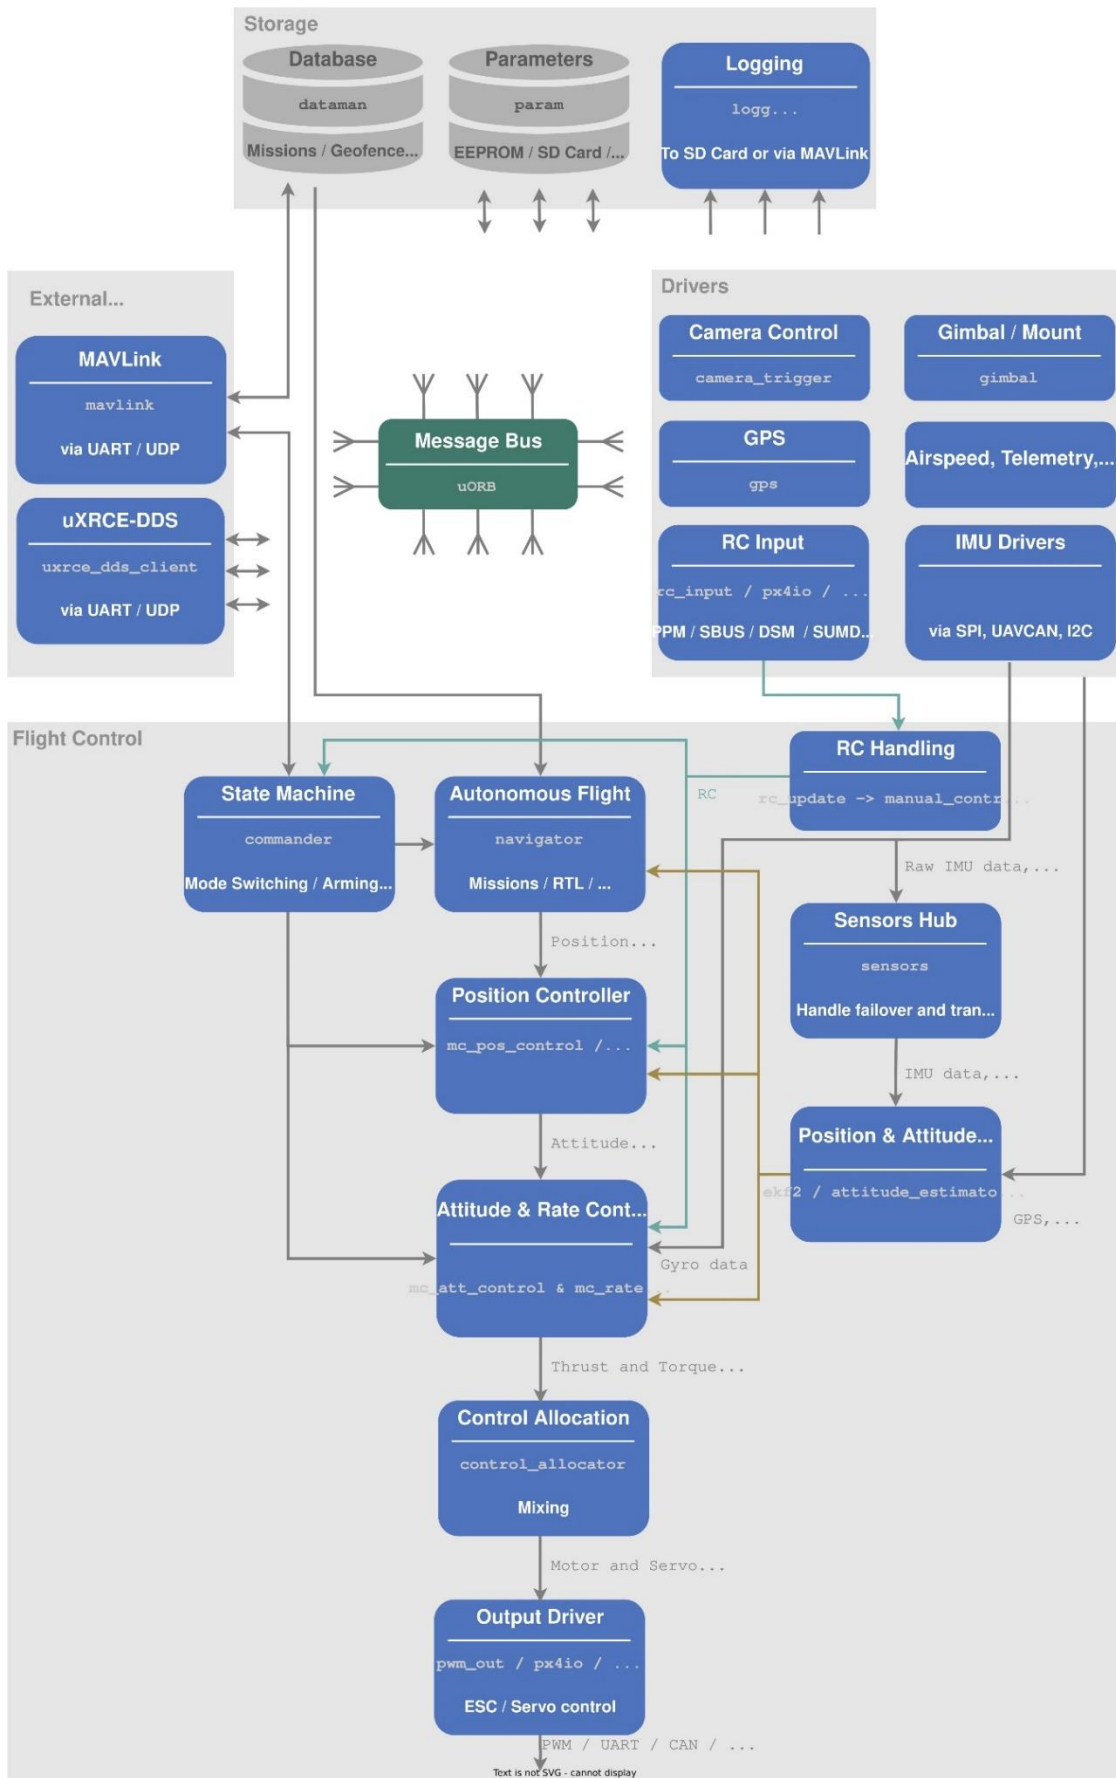 Storage
Database
dataman
Missions / Geofence...
Parameters
param
EEPROM / SD Card /...
Logging
logg...
To SD Card or via MAVLink
External...
MAVLink
mavlink
via UART / UDP
uXRCE-DDS
uxrce_dds_client
via UART / UDP
Message Bus
uORB
Drivers
Camera Control
camera_trigger
Gimbal / Mount
gimbal
GPS
gps
Airspeed, Telemetry,...
RC Input
rc_input / px4io / ...
PPM / SBUS / DSM / SUMD...
IMU Drivers
via SPI, UAVCAN, I2C
Flight Control
State Machine
commander
Mode Switching / Arming...
Autonomous Flight
navigator
Missions / RTL / ...
RC
RC Handling
rc_update -> manual_contr...
Raw IMU data,...
Sensors Hub
sensors
Handle failover and tran...
Position...
Position Controller
mc_pos_control /...
IMU data,...
Position & Attitude...
ekf2 / attitude_estimato...
GPS,...
Attitude...
Attitude & Rate Cont...
mc_att_control & mc_rate...
Gyro data
Thrust and Torque...
Control Allocation
control_allocator
Mixing
Motor and Servo...
Output Driver
pwm_out / px4io / ...
ESC / Servo control
PWM / UART / CAN / ...
Text is not SVG - cannot display